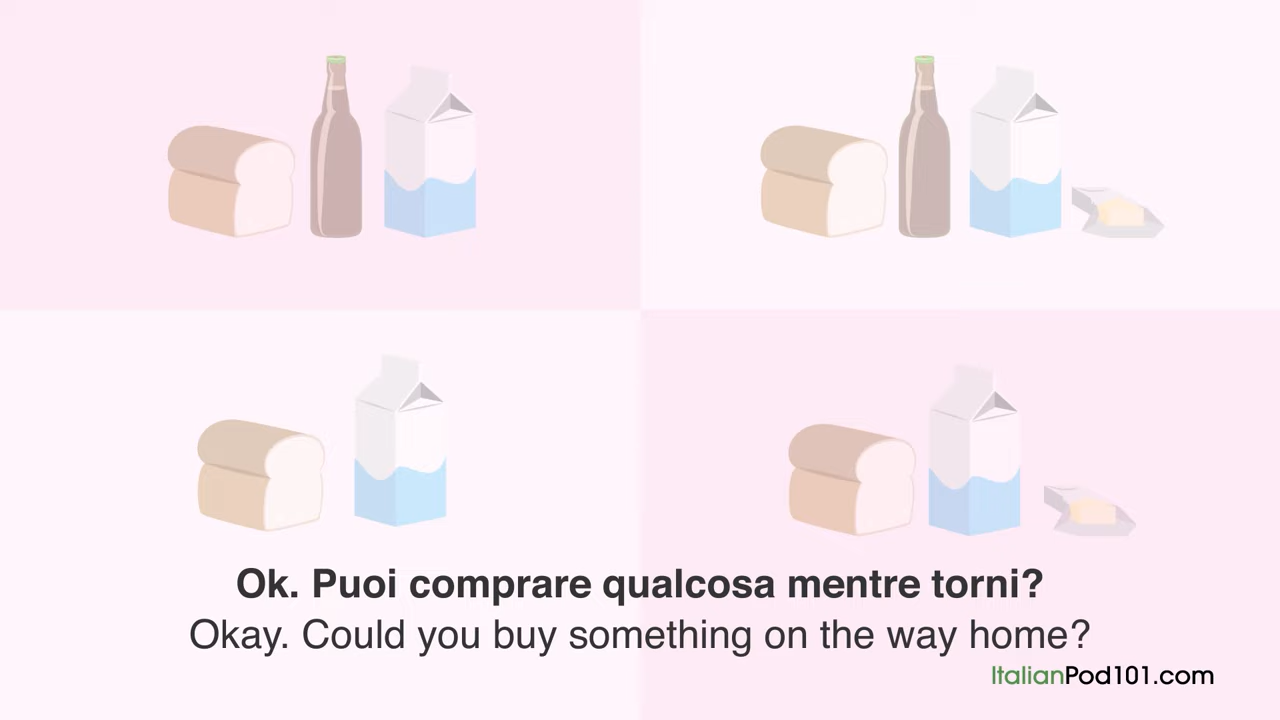 Ok. Puoi comprare qualcosa mentre torni?
Okay. Could you buy something on the way home?
ItalianPod101.com